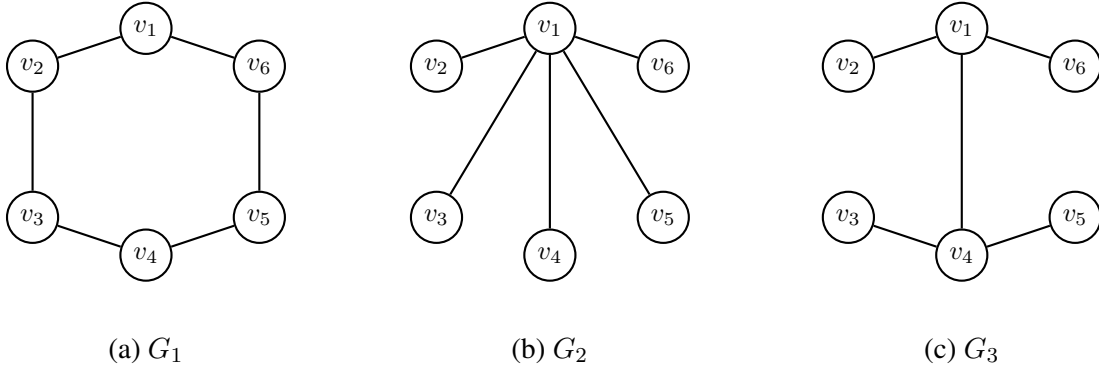 v₁ v₁ v₁
v₂ v₆ v₂ v₆ v₂ v₆
v₃ v₅ v₃ v₅ v₃ v₅
v₄ v₄ v₄
(a) G₁ (b) G₂ (c) G₃